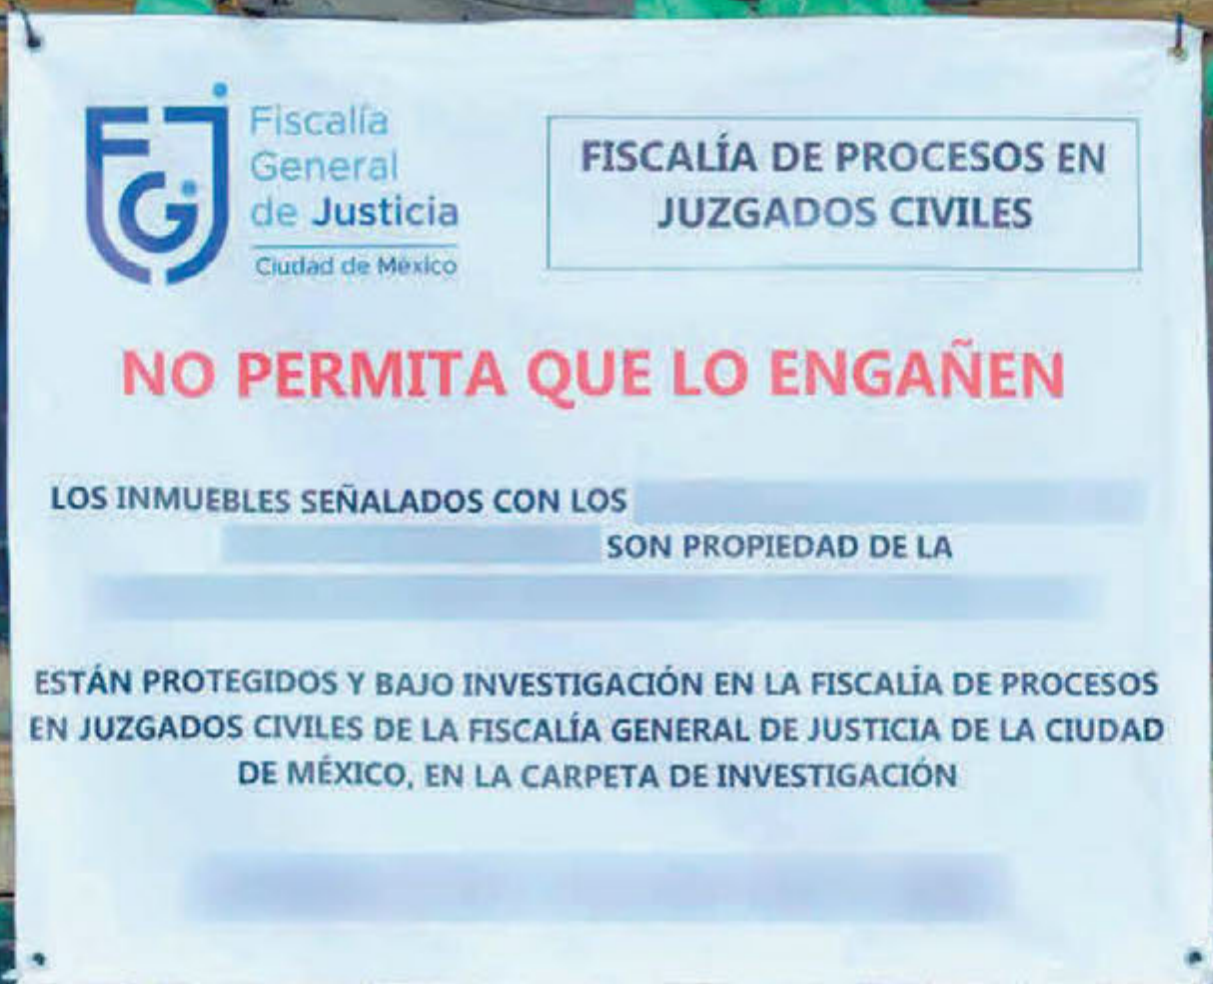 Fiscalía
General
de Justicia
Ciudad de México
FISCALÍA DE PROCESOS EN
JUZGADOS CIVILES
NO PERMITA QUE LO ENGAÑEN
LOS INMUEBLES SEÑALADOS CON LOS
SON PROPIEDAD DE LA
ESTÁN PROTEGIDOS Y BAJO INVESTIGACIÓN EN LA FISCALÍA DE PROCESOS
EN JUZGADOS CIVILES DE LA FISCALÍA GENERAL DE JUSTICIA DE LA CIUDAD
DE MÉXICO, EN LA CARPETA DE INVESTIGACIÓN